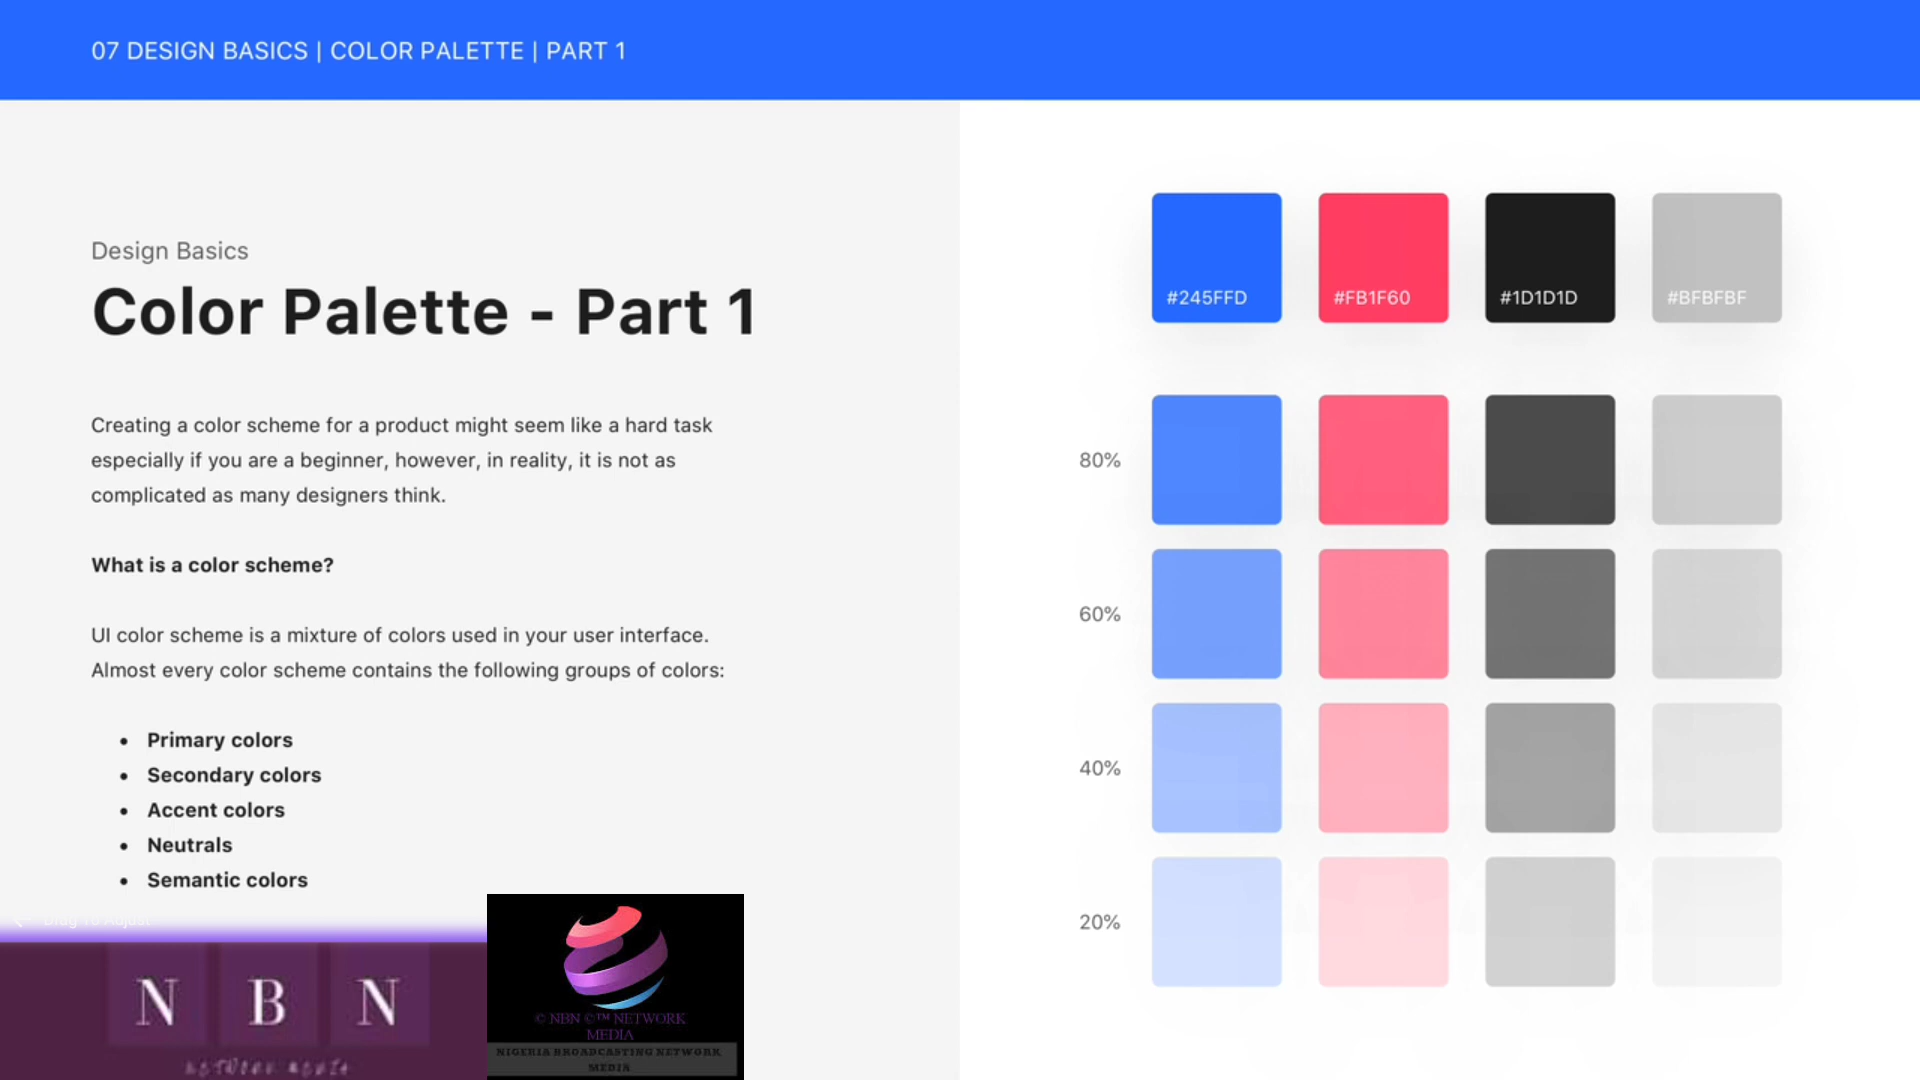 07 DESIGN BASICS | COLOR PALETTE | PART 1
Design Basics
Color Palette - Part 1
Creating a color scheme for a product might seem like a hard task
especially if you are a beginner, however, in reality, it is not as
complicated as many designers think.
What is a color scheme?
UI color scheme is a mixture of colors used in your user interface.
Almost every color scheme contains the following groups of colors:
• Primary colors
• Secondary colors
• Accent colors
• Neutrals
• Semantic colors
#245FFD
#FB1F60
#1D1D1D
#BFBFBF
80%
60%
40%
20%
N B N
© NBN ©™ NETWORK
MEDIA
NIGERIA BROADCASTING NETWORK
MEDIA